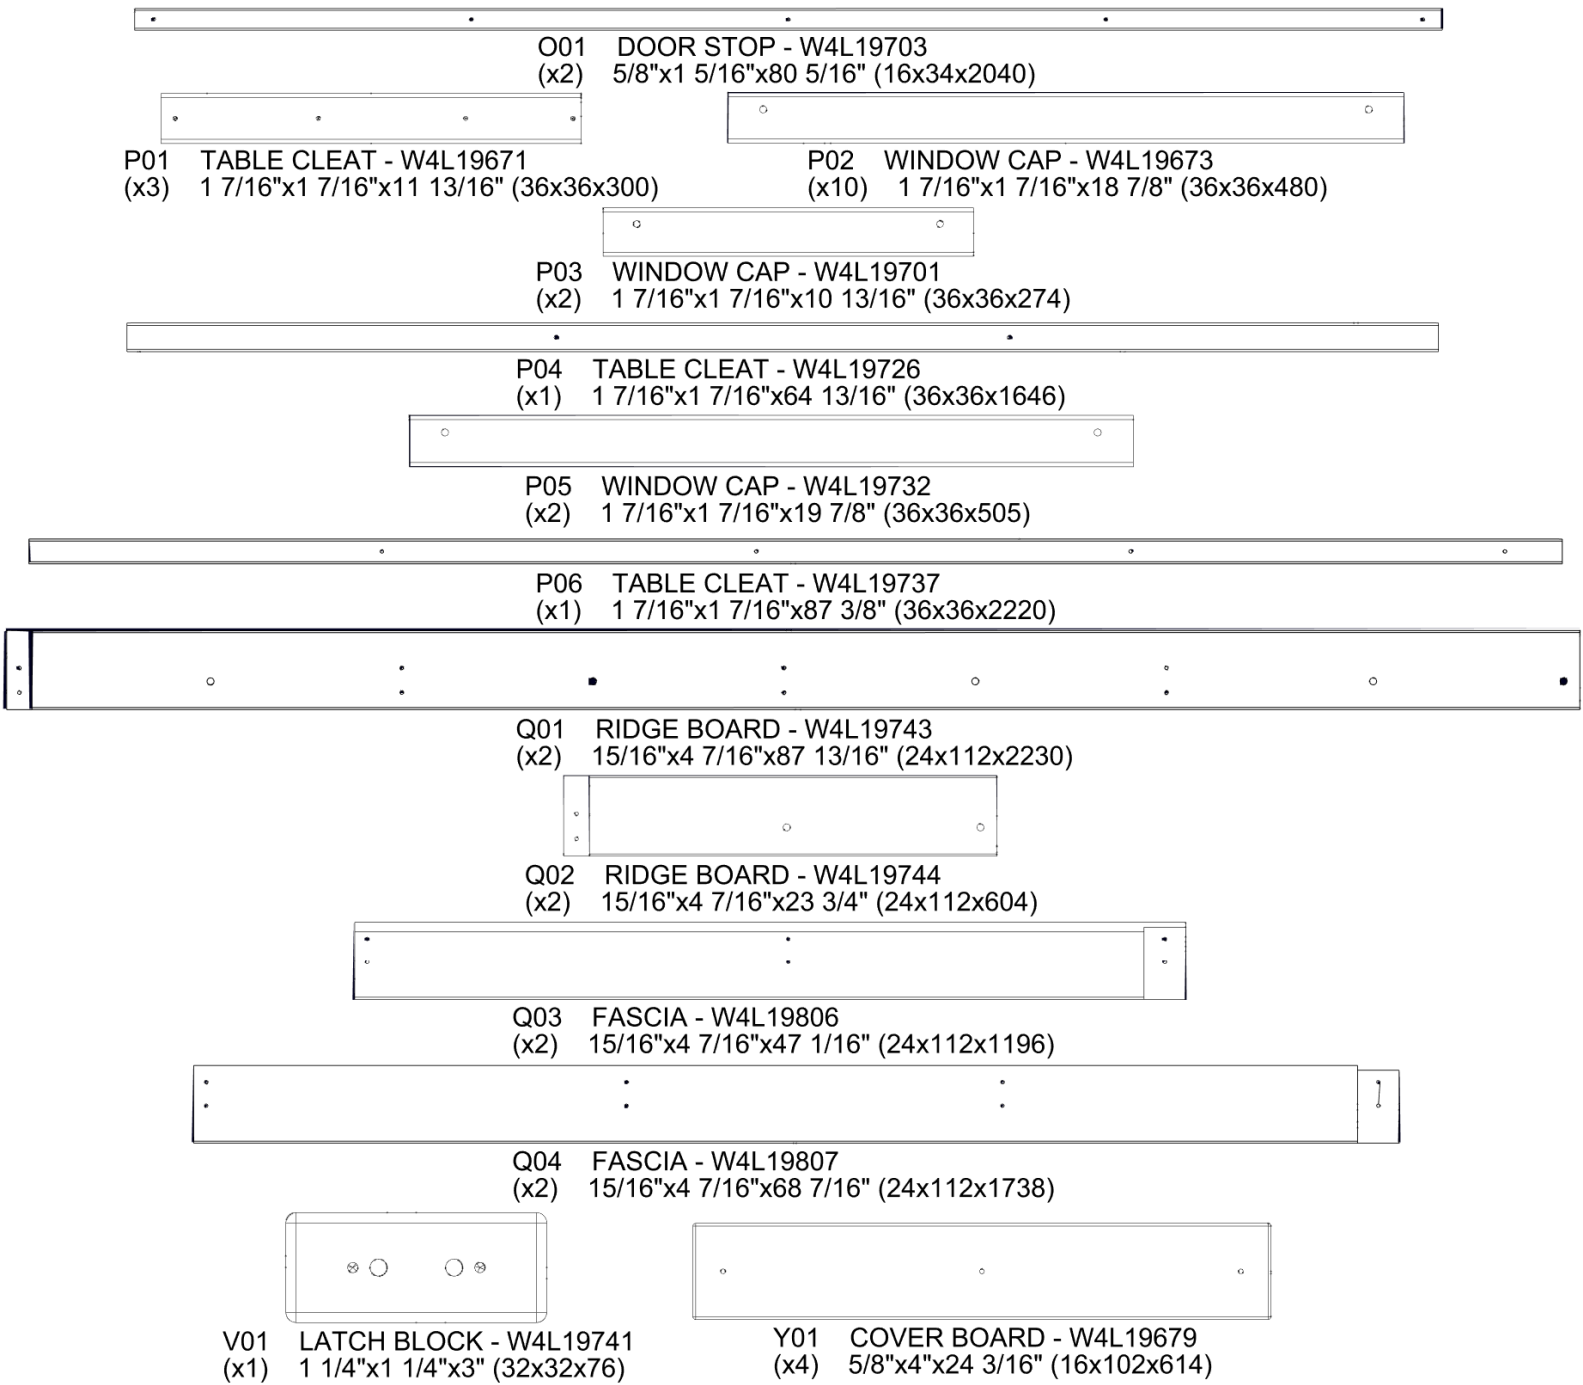 O01 DOOR STOP - W4L19703
(x2) 5/8"x1 5/16"x80 5/16" (16x34x2040)
P01 TABLE CLEAT - W4L19671
(x3) 1 7/16"x1 7/16"x11 13/16" (36x36x300)
P02 WINDOW CAP - W4L19673
(x10) 1 7/16"x1 7/16"x18 7/8" (36x36x480)
P03 WINDOW CAP - W4L19701
(x2) 1 7/16"x1 7/16"x10 13/16" (36x36x274)
P04 TABLE CLEAT - W4L19726
(x1) 1 7/16"x1 7/16"x64 13/16" (36x36x1646)
P05 WINDOW CAP - W4L19732
(x2) 1 7/16"x1 7/16"x19 7/8" (36x36x505)
P06 TABLE CLEAT - W4L19737
(x1) 1 7/16"x1 7/16"x87 3/8" (36x36x2220)
Q01 RIDGE BOARD - W4L19743
(x2) 15/16"x4 7/16"x87 13/16" (24x112x2230)
Q02 RIDGE BOARD - W4L19744
(x2) 15/16"x4 7/16"x23 3/4" (24x112x604)
Q03 FASCIA - W4L19806
(x2) 15/16"x4 7/16"x47 1/16" (24x112x1196)
Q04 FASCIA - W4L19807
(x2) 15/16"x4 7/16"x68 7/16" (24x112x1738)
V01 LATCH BLOCK - W4L19741
(x1) 1 1/4"x1 1/4"x3" (32x32x76)
Y01 COVER BOARD - W4L19679
(x4) 5/8"x4"x24 3/16" (16x102x614)